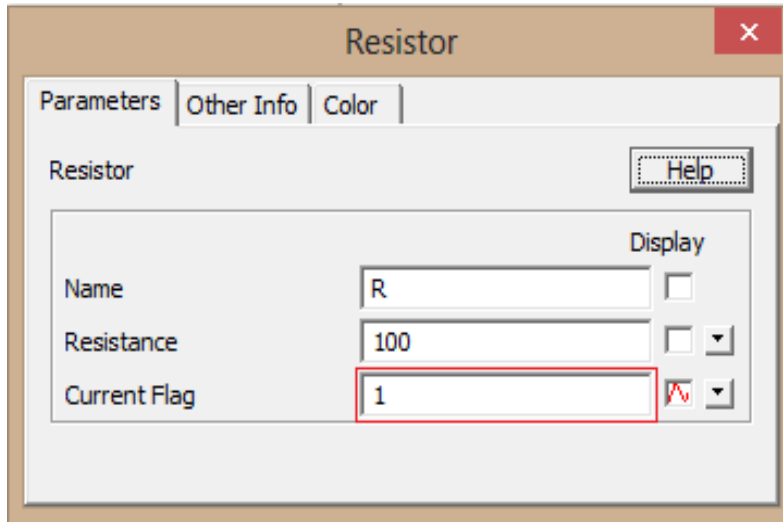 Resistor
Parameters Other Info Color
Resistor Help
Display
Name R
Resistance 100
Current Flag 1